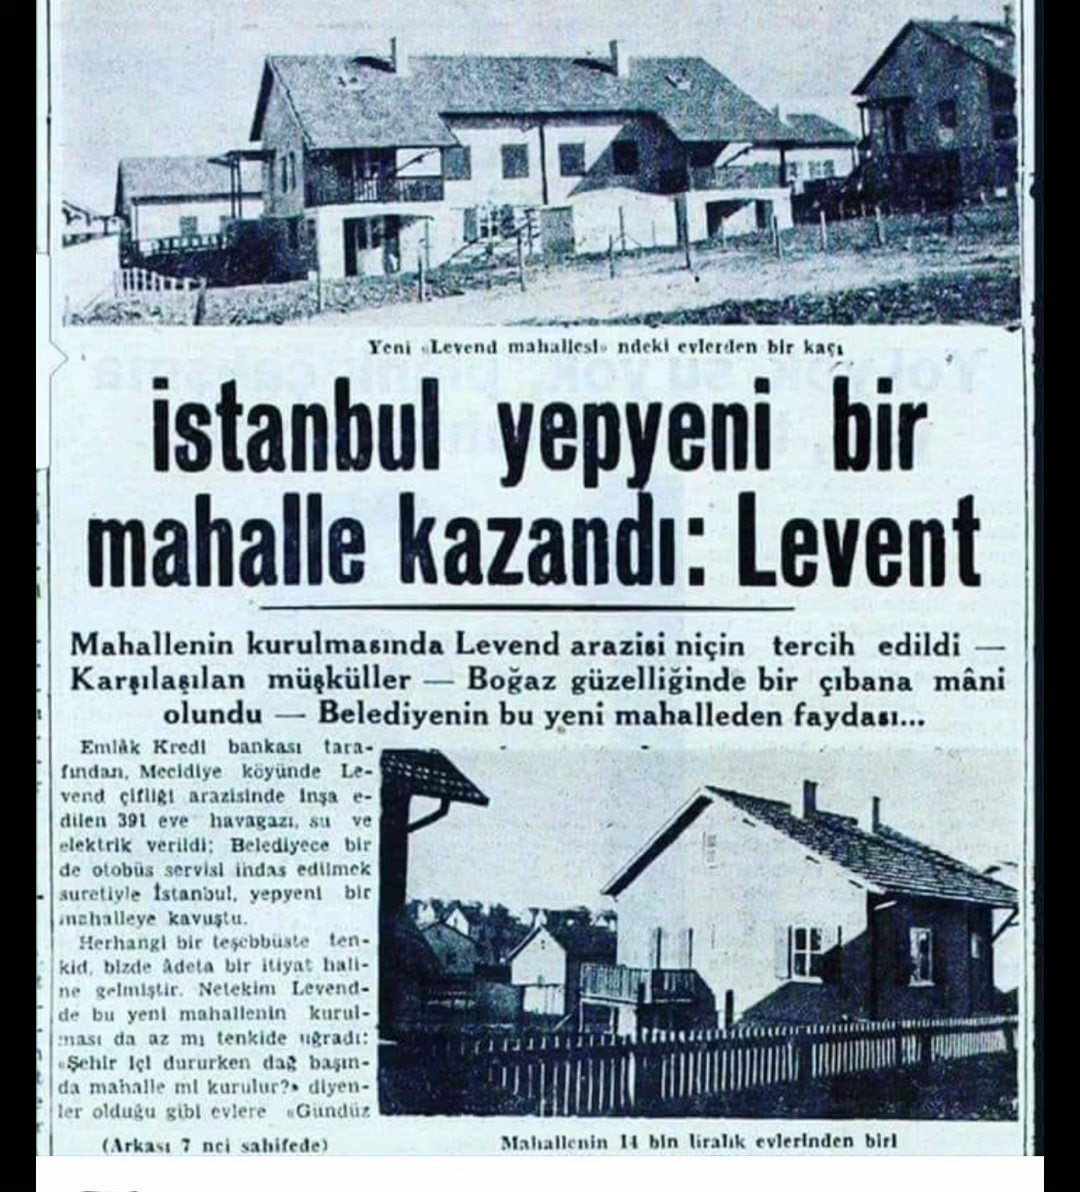 Yeni «Levend mahallesi» ndeki evlerden bir kaçı
istanbul yepyeni bir
mahalle kazandı: Levent
Mahallenin kurulmasında Levend arazisi niçin tercih edildi —
Karşılaşılan müşküller — Boğaz güzelliğinde bir çıbana mâni
olundu — Belediyenin bu yeni mahalleden faydası...
Emlâk Kredi bankası tara-
fından, Mecidiye köyünde Le-
vend çifliği arazisinde inşa e-
dilen 391 eve havagazı, su ve
elektrik verildi; Belediyece bir
de otobüs servisi ihdas edilmek
suretiyle İstanbul, yepyeni bir
mahalleye kavuştu.
Herhangi bir teşebbüste ten-
kid, bizde âdeta bir itiyat hali-
ne gelmiştir. Netekim Levend-
de bu yeni mahallenin kurul-
ması da az mı tenkide uğradı:
«Şehir içi dururken dağ başın-
da mahalle mi kurulur?» diyen-
ler olduğu gibi evlere «Gündüz
(Arkası 7 nci sahifede)
Mahallenin 14 bin liralık evlerinden biri